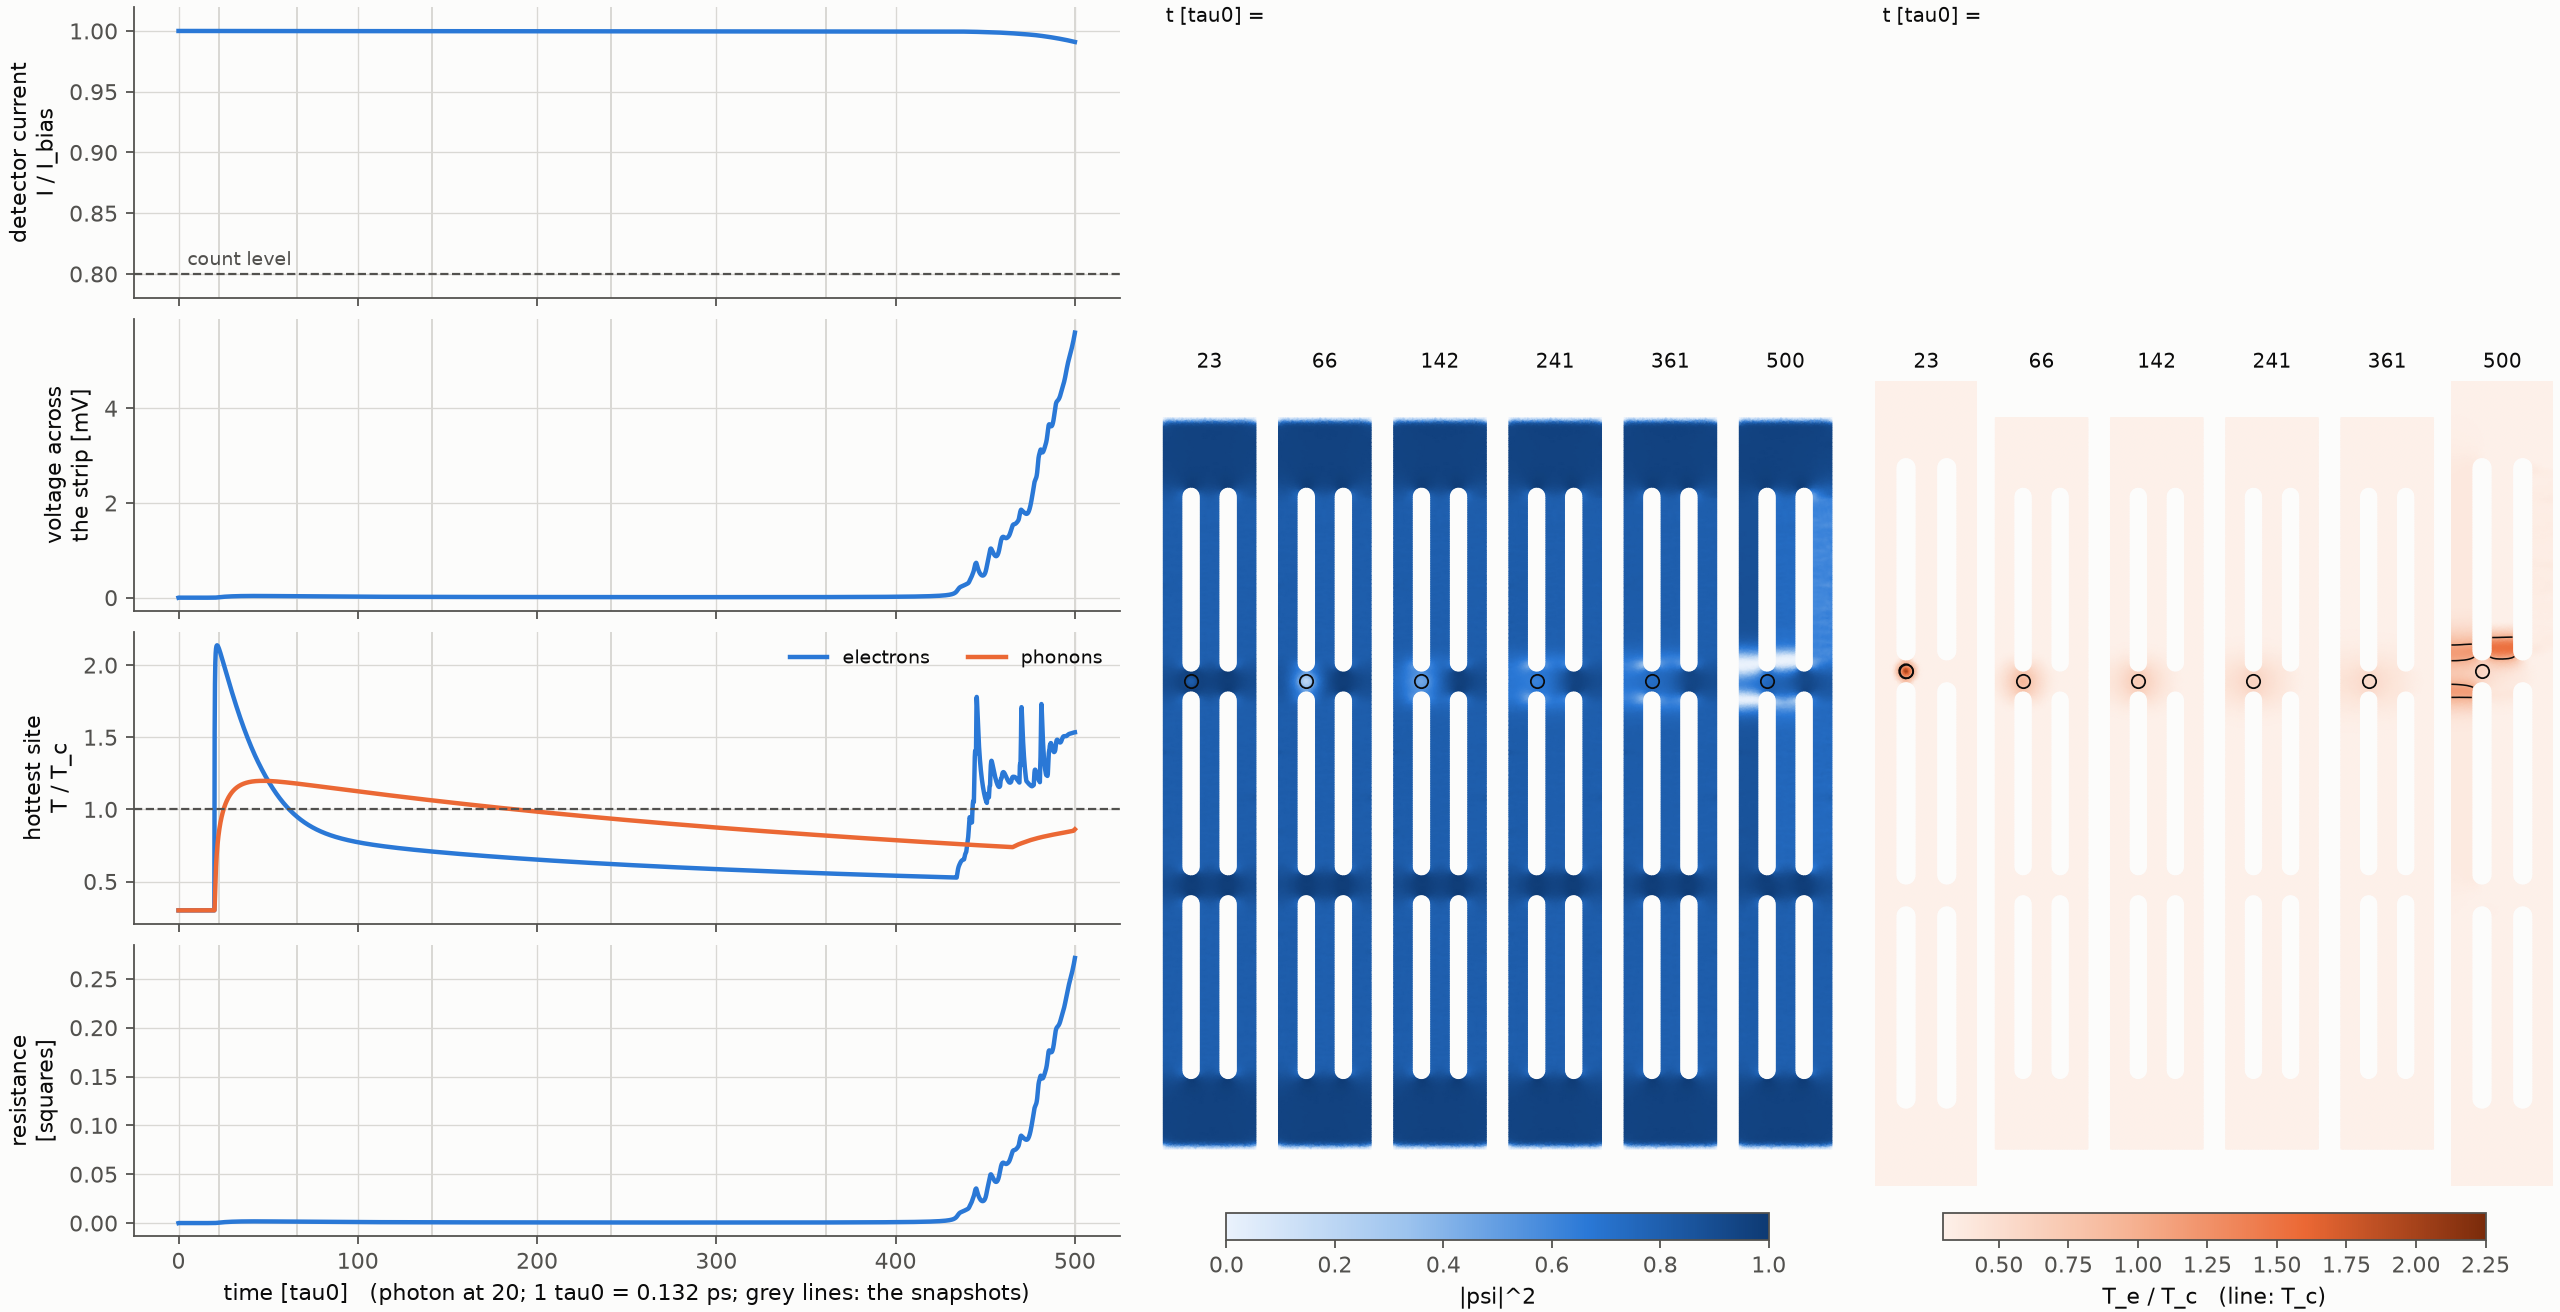 detector current
I / I_bias
1.00
0.95
0.90
0.85
0.80
count level
voltage across
the strip [mV]
4
2
0
hottest site
T / T_c
2.0
1.5
1.0
0.5
electrons
phonons
resistance
[squares]
0.25
0.20
0.15
0.10
0.05
0.00
0 100 200 300 400 500
time [tau0]   (photon at 20; 1 tau0 = 0.132 ps; grey lines: the snapshots)
t [tau0] =
23 66 142 241 361 500
0.0 0.2 0.4 0.6 0.8 1.0
|psi|^2
t [tau0] =
23 66 142 241 361 500
0.50 0.75 1.00 1.25 1.50 1.75 2.00 2.25
T_e / T_c   (line: T_c)